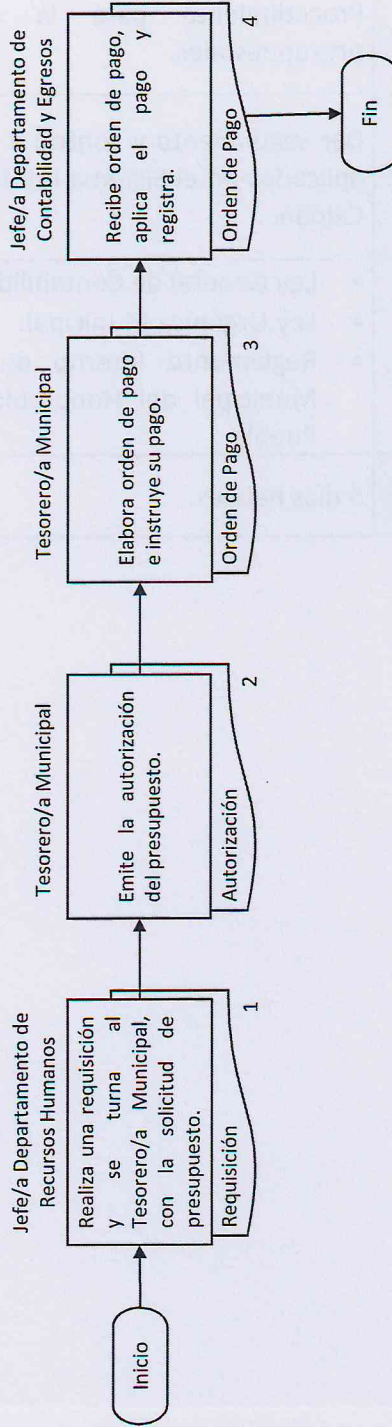 Inicio
Jefe/a Departamento de
Recursos Humanos
Realiza una requisición
y se turna al
Tesorero/a Municipal,
con la solicitud de
presupuesto.
Requisición
1
Tesorero/a Municipal
Emite la autorización
del presupuesto.
Autorización
2
Tesorero/a Municipal
Elabora orden de pago
e instruye su pago.
Orden de Pago
3
Jefe/a Departamento de
Contabilidad y Egresos
Recibe orden de pago,
aplica el pago y
registra.
Orden de Pago
4
Fin